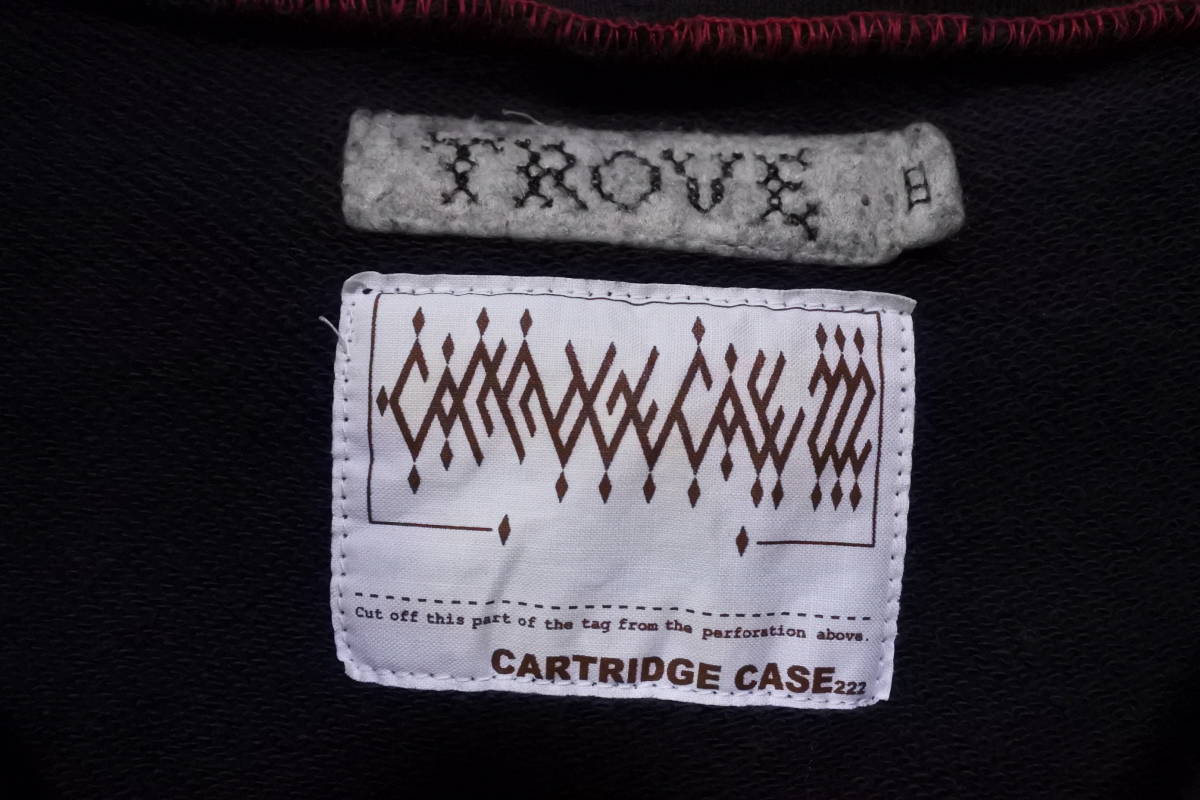 TROVE
Cut off this part of the tag from the perforation above.
CARTRIDGE CASE222